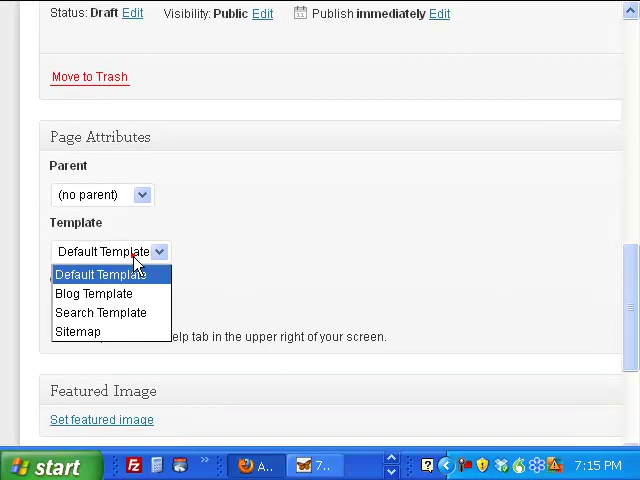 Status: Draft Edit Visibility: Public Edit Publish immediately Edit
Move to Trash
Page Attributes
Parent
(no parent)
Template
Default Template
Default Template
Blog Template
Search Template
Sitemap
elp tab in the upper right of your screen.
Featured Image
Set featured image
start A.. 7.. 7:15 PM